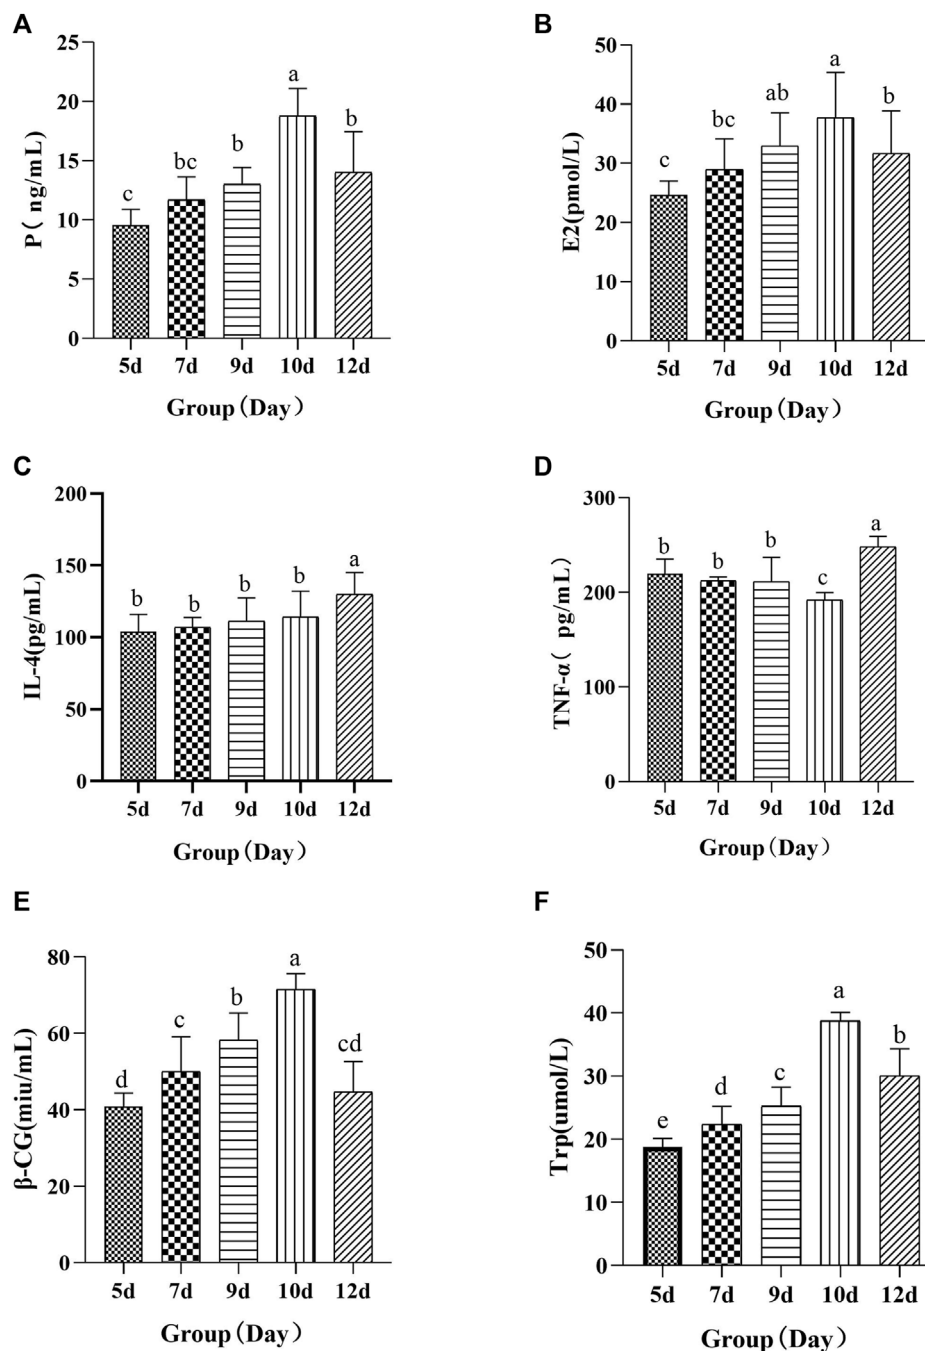 A
P( ng/mL)
25
20
15
10
5
0
c
bc
b
a
b
5d 7d 9d 10d 12d
Group(Day)
B
E2(pmol/L)
50
40
30
20
10
0
c
bc
ab
a
b
5d 7d 9d 10d 12d
Group(Day)
C
IL-4(pg/mL)
200
150
100
50
0
b
b
b
b
a
5d 7d 9d 10d 12d
Group(Day)
D
TNF-α( pg/mL)
300
200
100
0
b
b
b
c
a
5d 7d 9d 10d 12d
Group(Day)
E
β-CG(miu/mL)
80
60
40
20
0
d
c
b
a
cd
5d 7d 9d 10d 12d
Group(Day)
F
Trp(umol/L)
50
40
30
20
10
0
e
d
c
a
b
5d 7d 9d 10d 12d
Group(Day)